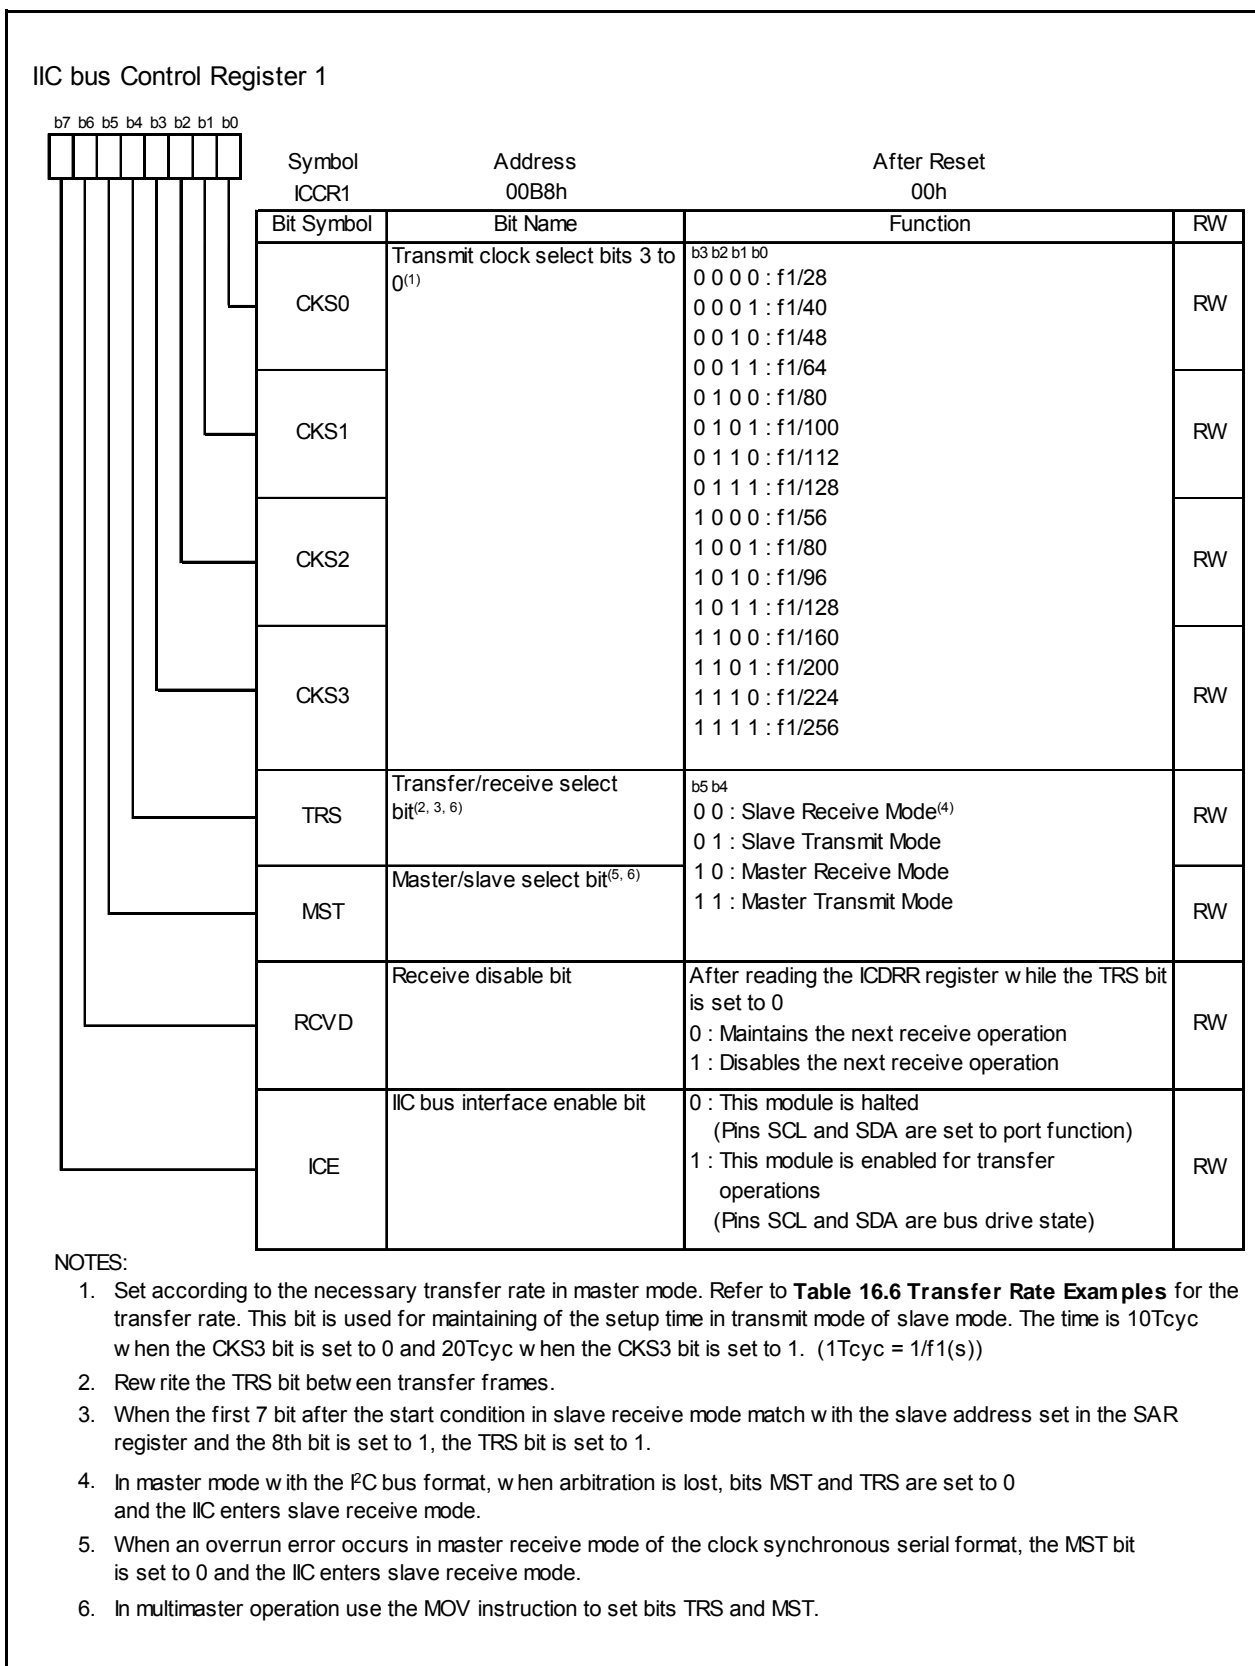 IIC bus Control Register 1
b7 b6 b5 b4 b3 b2 b1 b0
Symbol Address After Reset
ICCR1 00B8h 00h
Bit Symbol Bit Name Function RW
CKS0 RW
Transmit clock select bits 3 to
0(1)
b3 b2 b1 b0
0 0 0 0 : f1/28
0 0 0 1 : f1/40
0 0 1 0 : f1/48
0 0 1 1 : f1/64
0 1 0 0 : f1/80
0 1 0 1 : f1/100
0 1 1 0 : f1/112
0 1 1 1 : f1/128
1 0 0 0 : f1/56
1 0 0 1 : f1/80
1 0 1 0 : f1/96
1 0 1 1 : f1/128
1 1 0 0 : f1/160
1 1 0 1 : f1/200
1 1 1 0 : f1/224
1 1 1 1 : f1/256
CKS1 RW
CKS2 RW
CKS3 RW
TRS RW
Transfer/receive select
bit(2, 3, 6)
b5 b4
0 0 : Slave Receive Mode(4)
0 1 : Slave Transmit Mode
1 0 : Master Receive Mode
1 1 : Master Transmit Mode
MST RW
Master/slave select bit(5, 6)
RCVD RW
Receive disable bit
After reading the ICDRR register while the TRS bit
is set to 0
0 : Maintains the next receive operation
1 : Disables the next receive operation
ICE RW
IIC bus interface enable bit
0 : This module is halted
(Pins SCL and SDA are set to port function)
1 : This module is enabled for transfer
operations
(Pins SCL and SDA are bus drive state)
NOTES:
1. Set according to the necessary transfer rate in master mode. Refer to Table 16.6 Transfer Rate Examples for the
transfer rate. This bit is used for maintaining of the setup time in transmit mode of slave mode. The time is 10Tcyc
when the CKS3 bit is set to 0 and 20Tcyc when the CKS3 bit is set to 1. (1Tcyc = 1/f1(s))
2. Rewrite the TRS bit between transfer frames.
3. When the first 7 bit after the start condition in slave receive mode match with the slave address set in the SAR
register and the 8th bit is set to 1, the TRS bit is set to 1.
4. In master mode with the I²C bus format, when arbitration is lost, bits MST and TRS are set to 0
and the IIC enters slave receive mode.
5. When an overrun error occurs in master receive mode of the clock synchronous serial format, the MST bit
is set to 0 and the IIC enters slave receive mode.
6. In multimaster operation use the MOV instruction to set bits TRS and MST.